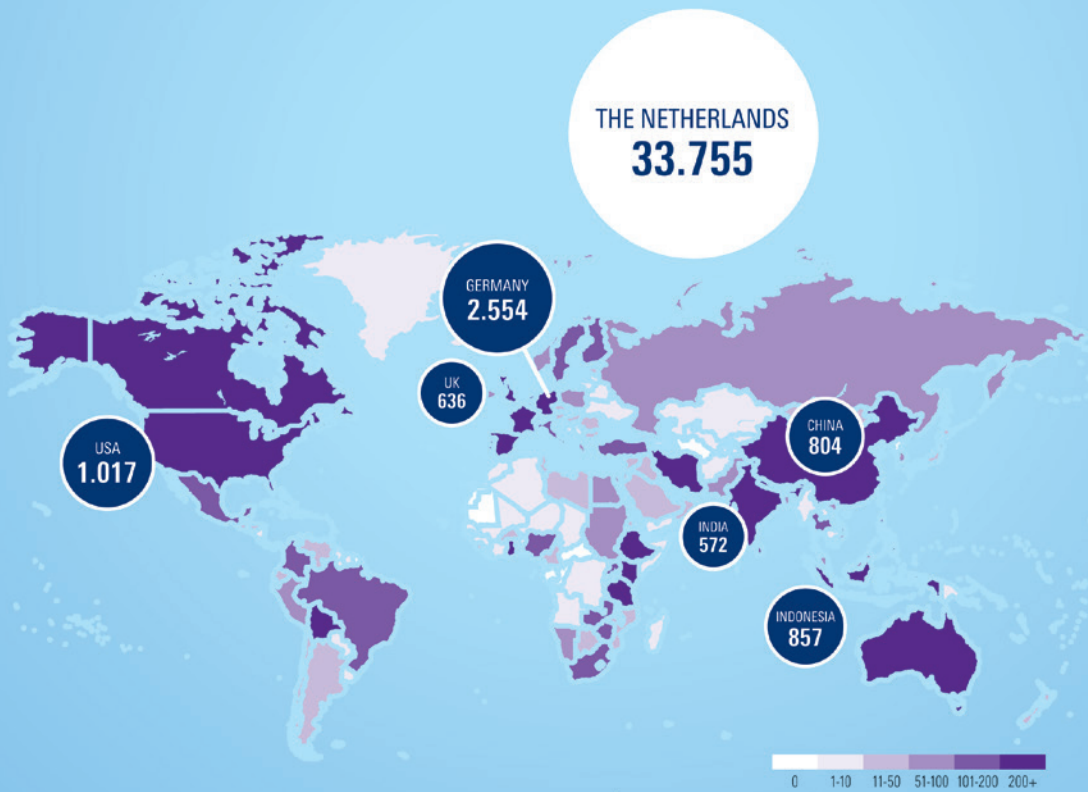 THE NETHERLANDS
33.755
GERMANY
2.554
UK
636
USA
1.017
CHINA
804
INDIA
572
INDONESIA
857
0 1-10 11-50 51-100 101-200 200+